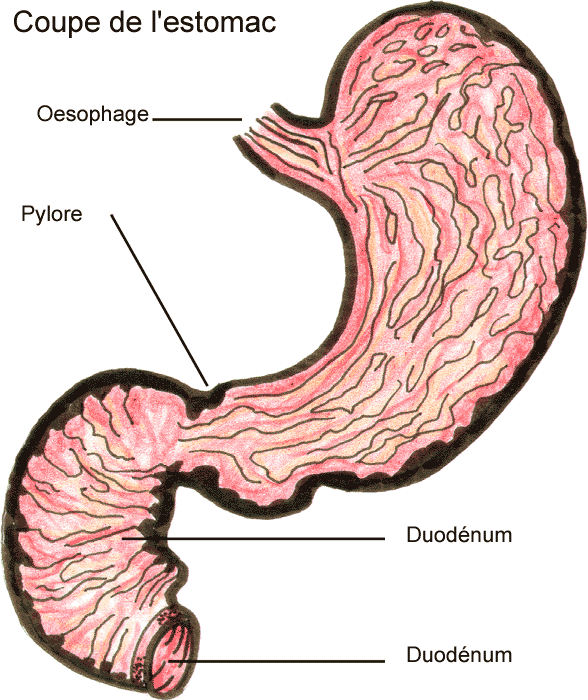 Coupe de l'estomac
Oesophage
Pylore
Duodénum
Duodénum